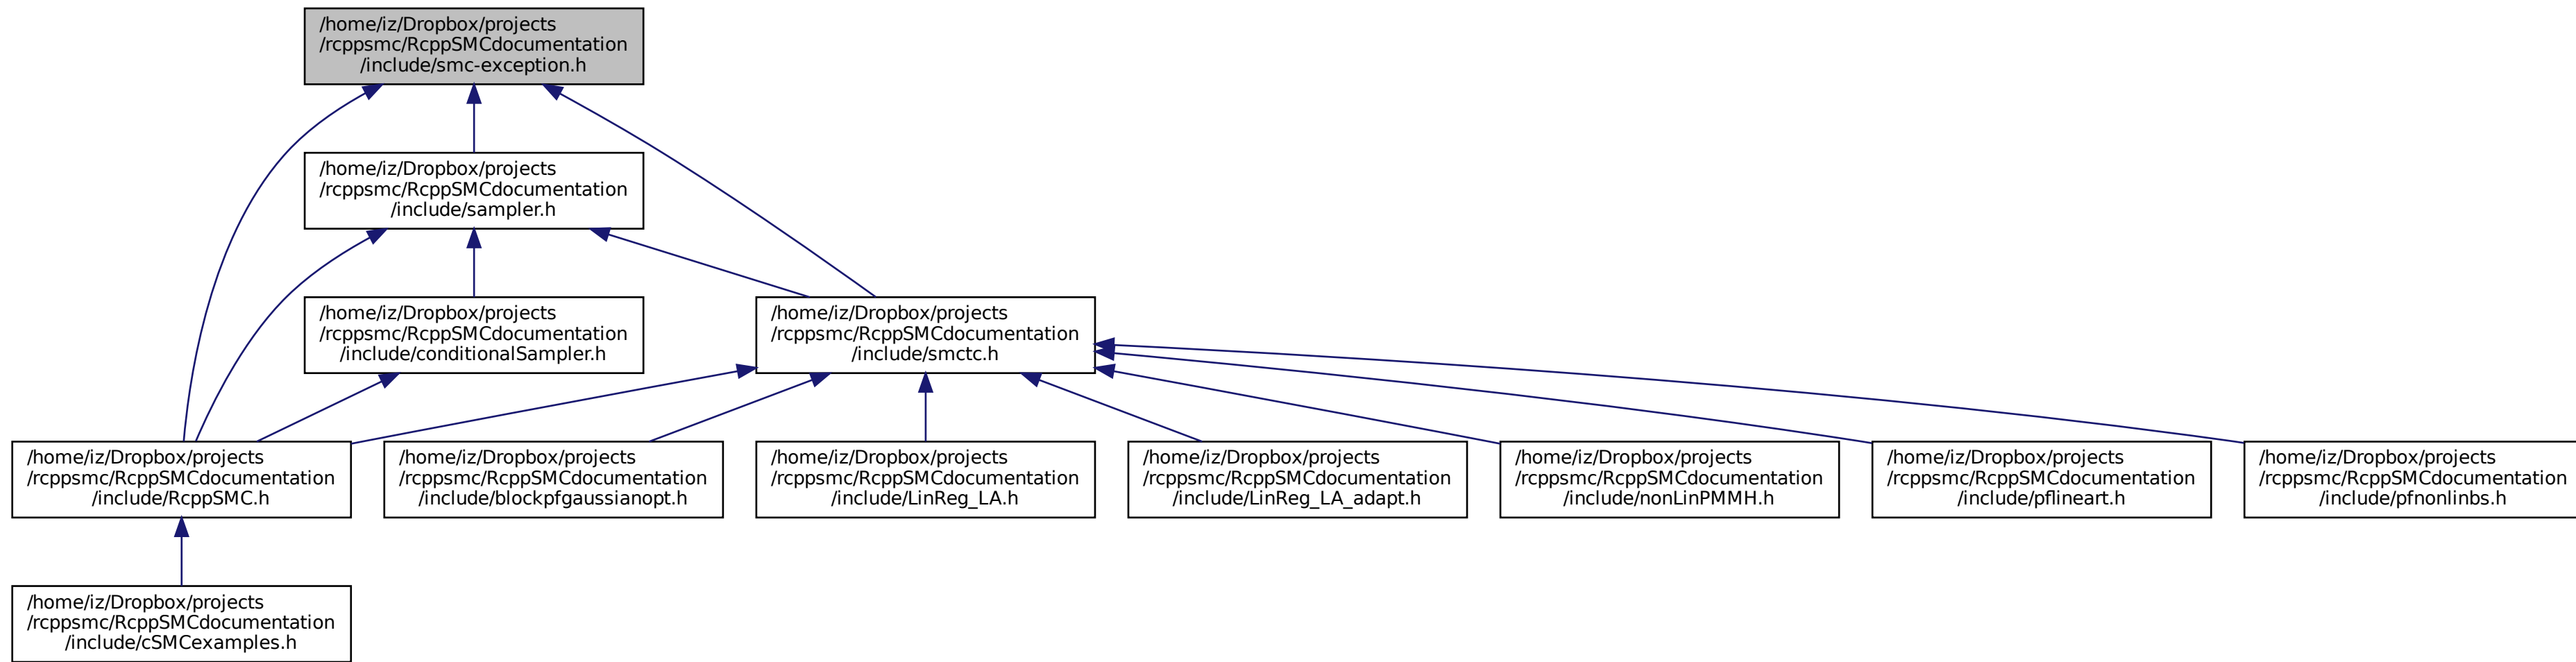 /home/iz/Dropbox/projects
/rcppsmc/RcppSMCdocumentation
/include/smc-exception.h
/home/iz/Dropbox/projects
/rcppsmc/RcppSMCdocumentation
/include/sampler.h
/home/iz/Dropbox/projects
/rcppsmc/RcppSMCdocumentation
/include/conditionalSampler.h
/home/iz/Dropbox/projects
/rcppsmc/RcppSMCdocumentation
/include/smctc.h
/home/iz/Dropbox/projects
/rcppsmc/RcppSMCdocumentation
/include/RcppSMC.h
/home/iz/Dropbox/projects
/rcppsmc/RcppSMCdocumentation
/include/blockpfgaussianopt.h
/home/iz/Dropbox/projects
/rcppsmc/RcppSMCdocumentation
/include/LinReg_LA.h
/home/iz/Dropbox/projects
/rcppsmc/RcppSMCdocumentation
/include/LinReg_LA_adapt.h
/home/iz/Dropbox/projects
/rcppsmc/RcppSMCdocumentation
/include/nonLinPMMH.h
/home/iz/Dropbox/projects
/rcppsmc/RcppSMCdocumentation
/include/pflineart.h
/home/iz/Dropbox/projects
/rcppsmc/RcppSMCdocumentation
/include/pfnonlinbs.h
/home/iz/Dropbox/projects
/rcppsmc/RcppSMCdocumentation
/include/cSMCexamples.h